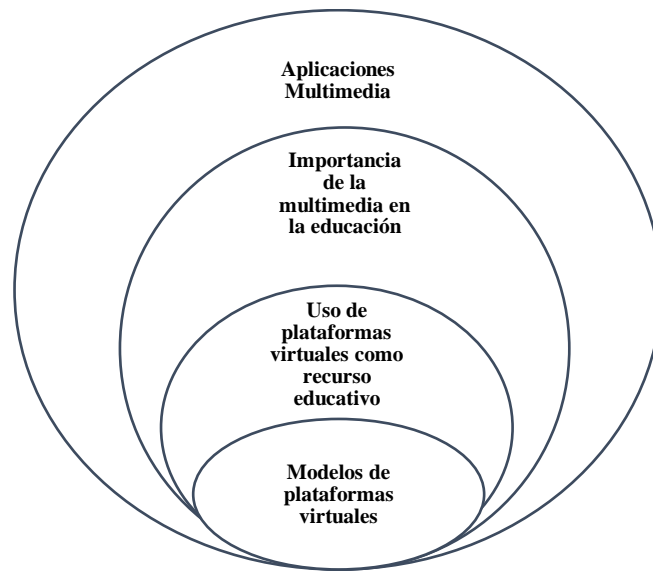 Aplicaciones
Multimedia
Importancia
de la
multimedia en
la educación
Uso de
plataformas
virtuales como
recurso
educativo
Modelos de
plataformas
virtuales